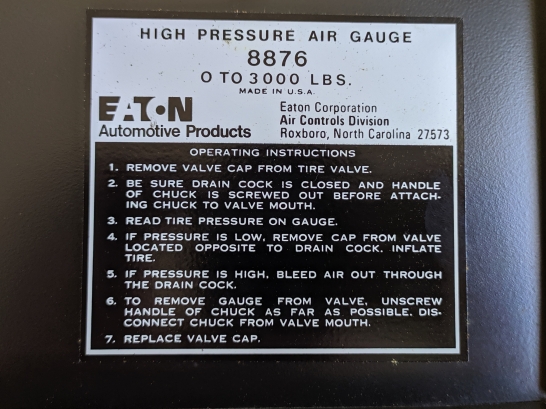 HIGH PRESSURE AIR GAUGE
8876
0 TO 3000 LBS.
MADE IN U.S.A.
EATON
Automotive Products
Eaton Corporation
Air Controls Division
Roxboro, North Carolina 27573
OPERATING INSTRUCTIONS
1. REMOVE VALVE CAP FROM TIRE VALVE.
2. BE SURE DRAIN COCK IS CLOSED AND HANDLE
OF CHUCK IS SCREWED OUT BEFORE ATTACH-
ING CHUCK TO VALVE MOUTH.
3. READ TIRE PRESSURE ON GAUGE.
4. IF PRESSURE IS LOW, REMOVE CAP FROM VALVE
LOCATED OPPOSITE TO DRAIN COCK. INFLATE
TIRE.
5. IF PRESSURE IS HIGH, BLEED AIR OUT THROUGH
THE DRAIN COCK.
6. TO REMOVE GAUGE FROM VALVE, UNSCREW
HANDLE OF CHUCK AS FAR AS POSSIBLE. DIS-
CONNECT CHUCK FROM VALVE MOUTH.
7. REPLACE VALVE CAP.